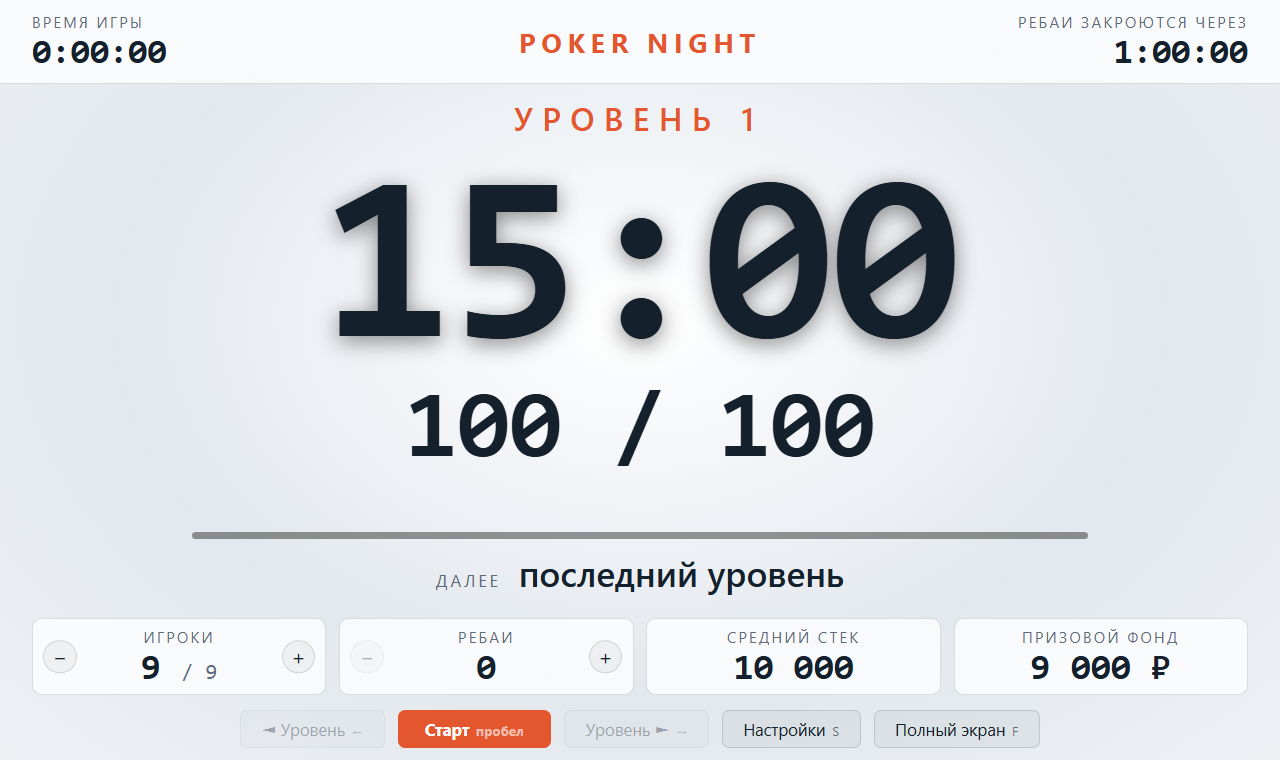 ВРЕМЯ ИГРЫ
0:00:00
POKER NIGHT
РЕБАИ ЗАКРОЮТСЯ ЧЕРЕЗ
1:00:00
УРОВЕНЬ 1
15:00
100 / 100
ДАЛЕЕ последний уровень
ИГРОКИ
− 9 / 9 +
РЕБАИ
− 0 +
СРЕДНИЙ СТЕК
10 000
ПРИЗОВОЙ ФОНД
9 000 ₽
◄ Уровень ←
Старт пробел
Уровень ► →
Настройки S
Полный экран F